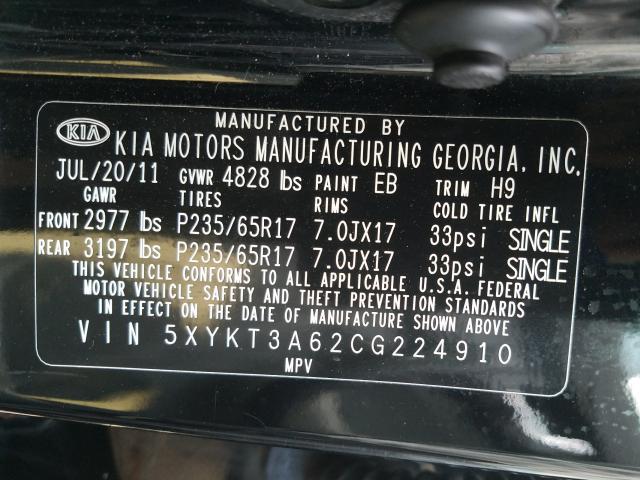 MANUFACTURED BY
KIA KIA MOTORS MANUFACTURING GEORGIA, INC.
JUL/20/11 GVWR 4828 lbs PAINT EB TRIM H9
GAWR TIRES RIMS COLD TIRE INFL
FRONT 2977 lbs P235/65R17 7.0JX17 33psi SINGLE
REAR 3197 lbs P235/65R17 7.0JX17 33psi SINGLE
THIS VEHICLE CONFORMS TO ALL APPLICABLE U.S.A. FEDERAL
MOTOR VEHICLE SAFETY AND THEFT PREVENTION STANDARDS
IN EFFECT ON THE DATE OF MANUFACTURE SHOWN ABOVE
VIN 5XYKT3A62CG224910
MPV